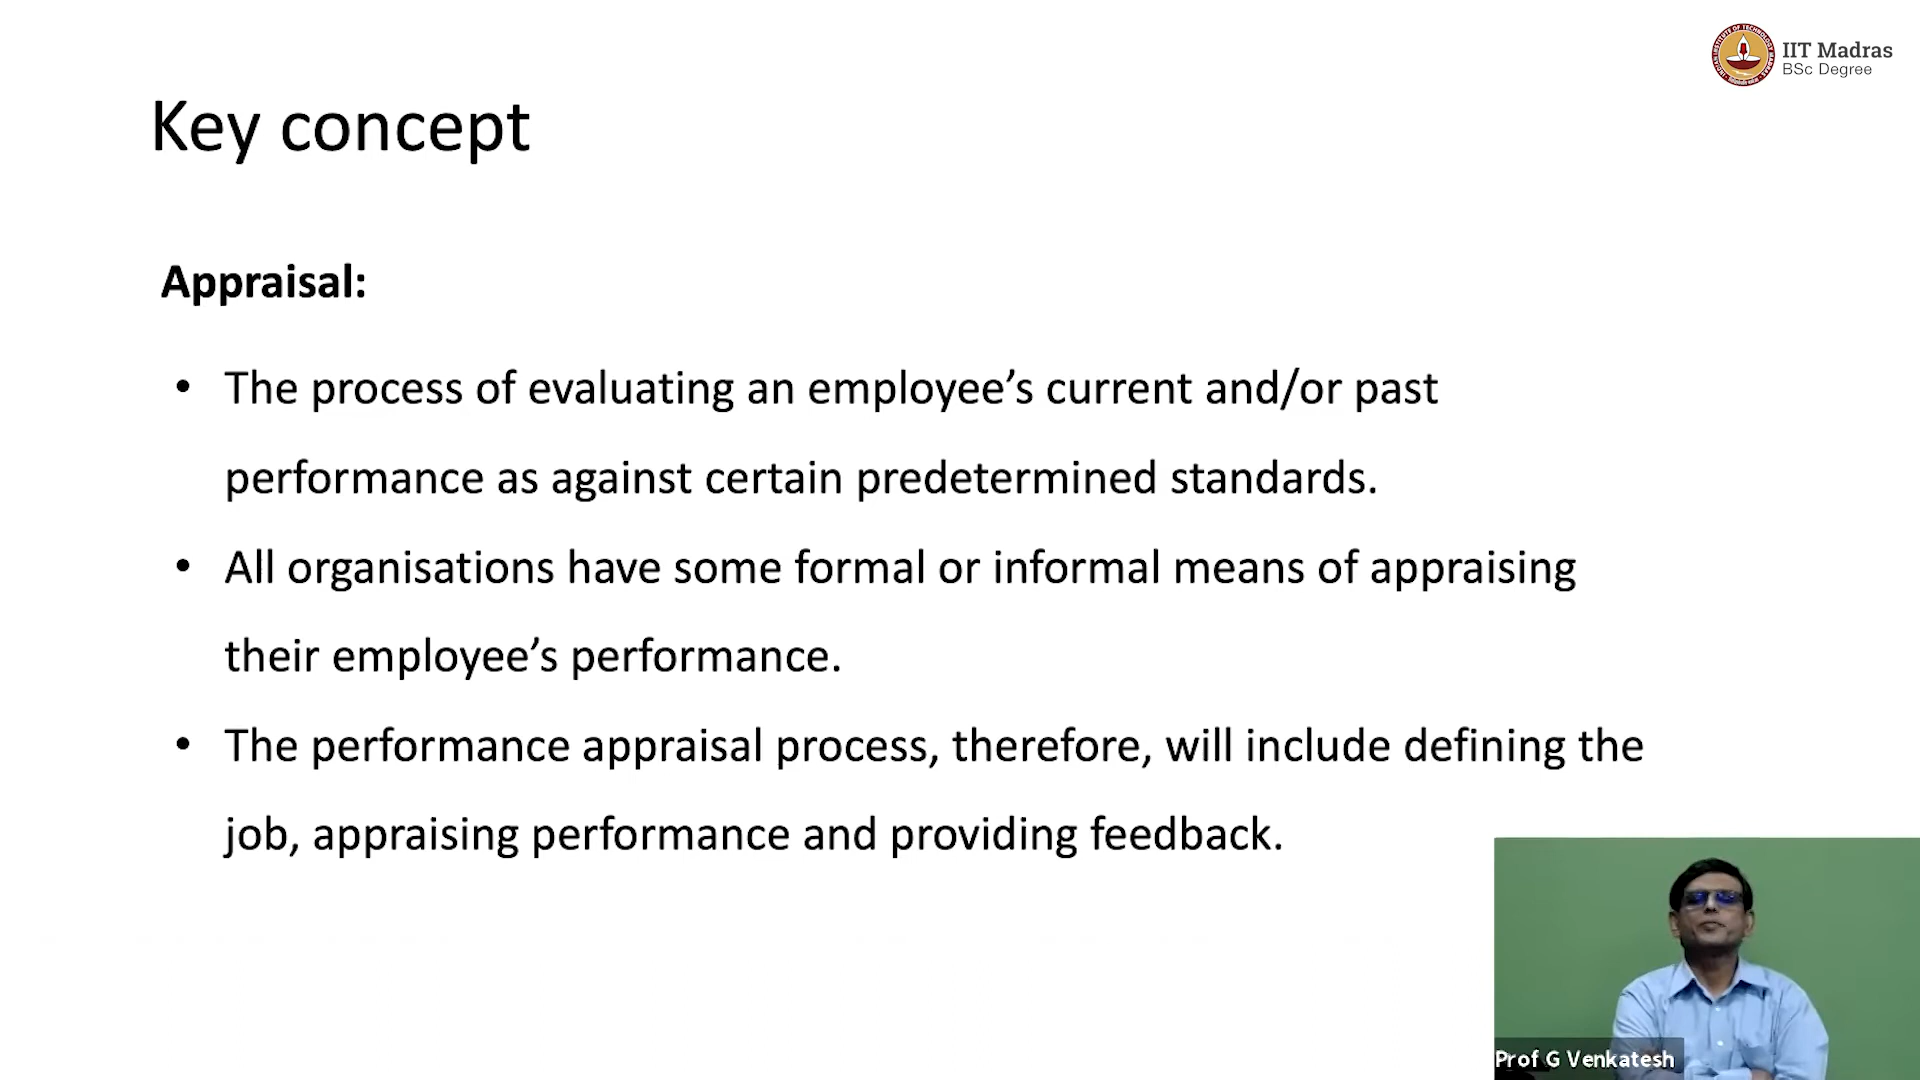 IIT Madras
BSc Degree
Key concept
Appraisal:
• The process of evaluating an employee’s current and/or past
performance as against certain predetermined standards.
• All organisations have some formal or informal means of appraising
their employee’s performance.
• The performance appraisal process, therefore, will include defining the
job, appraising performance and providing feedback.
Prof G Venkatesh